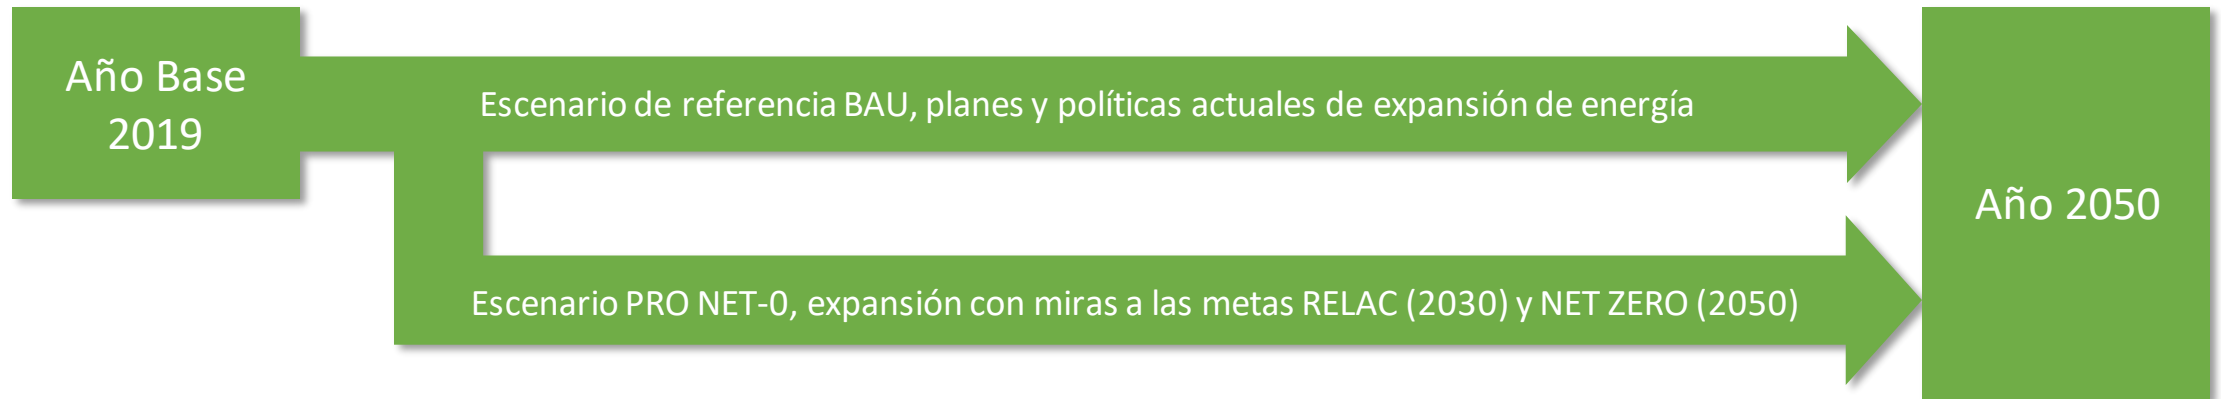 Año Base
2019
Escenario de referencia BAU, planes y políticas actuales de expansión de energía
Año 2050
Escenario PRO NET-0, expansión con miras a las metas RELAC (2030) y NET ZERO (2050)